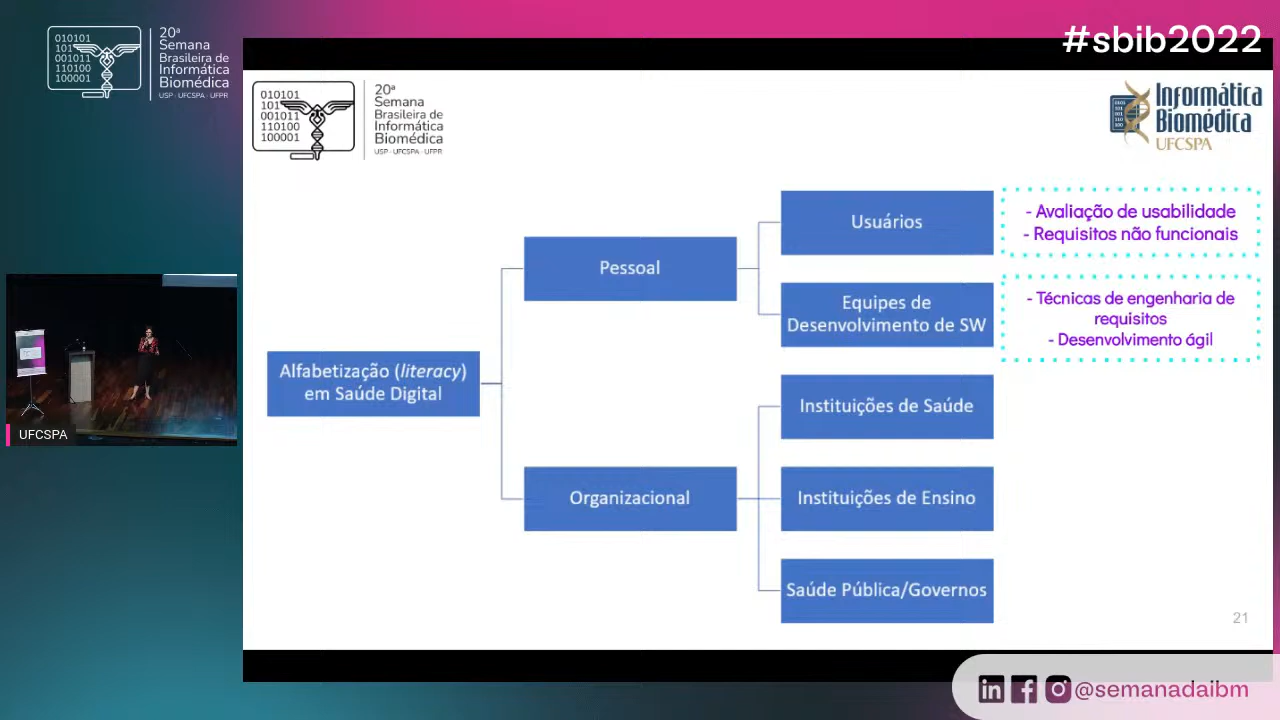 #sbib2022
010101
101
001011
110100
100001
20ª
Semana
Brasileira de
Informática
Biomédica
USP · UFCSPA · UFPR
010101
101
001011
110100
100001
20ª
Semana
Brasileira de
Informática
Biomédica
USP · UFCSPA · UFPR
Informática
Biomédica
UFCSPA
Alfabetização (literacy)
em Saúde Digital
Pessoal
Usuários
- Avaliação de usabilidade
- Requisitos não funcionais
Equipes de
Desenvolvimento de SW
- Técnicas de engenharia de
requisitos
- Desenvolvimento ágil
Organizacional
Instituições de Saúde
Instituições de Ensino
Saúde Pública/Governos
21
UFCSPA
@semanadaibm